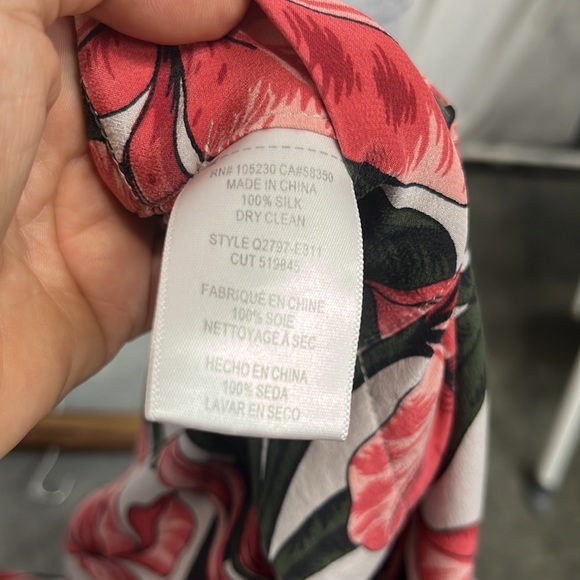 RN# 105230 CA#58350
MADE IN CHINA
100% SILK
DRY CLEAN
STYLE Q2797-E811
CUT 519845
FABRIQUÉ EN CHINE
100% SOIE
NETTOYAGE À SEC
HECHO EN CHINA
100% SEDA
LAVAR EN SECO